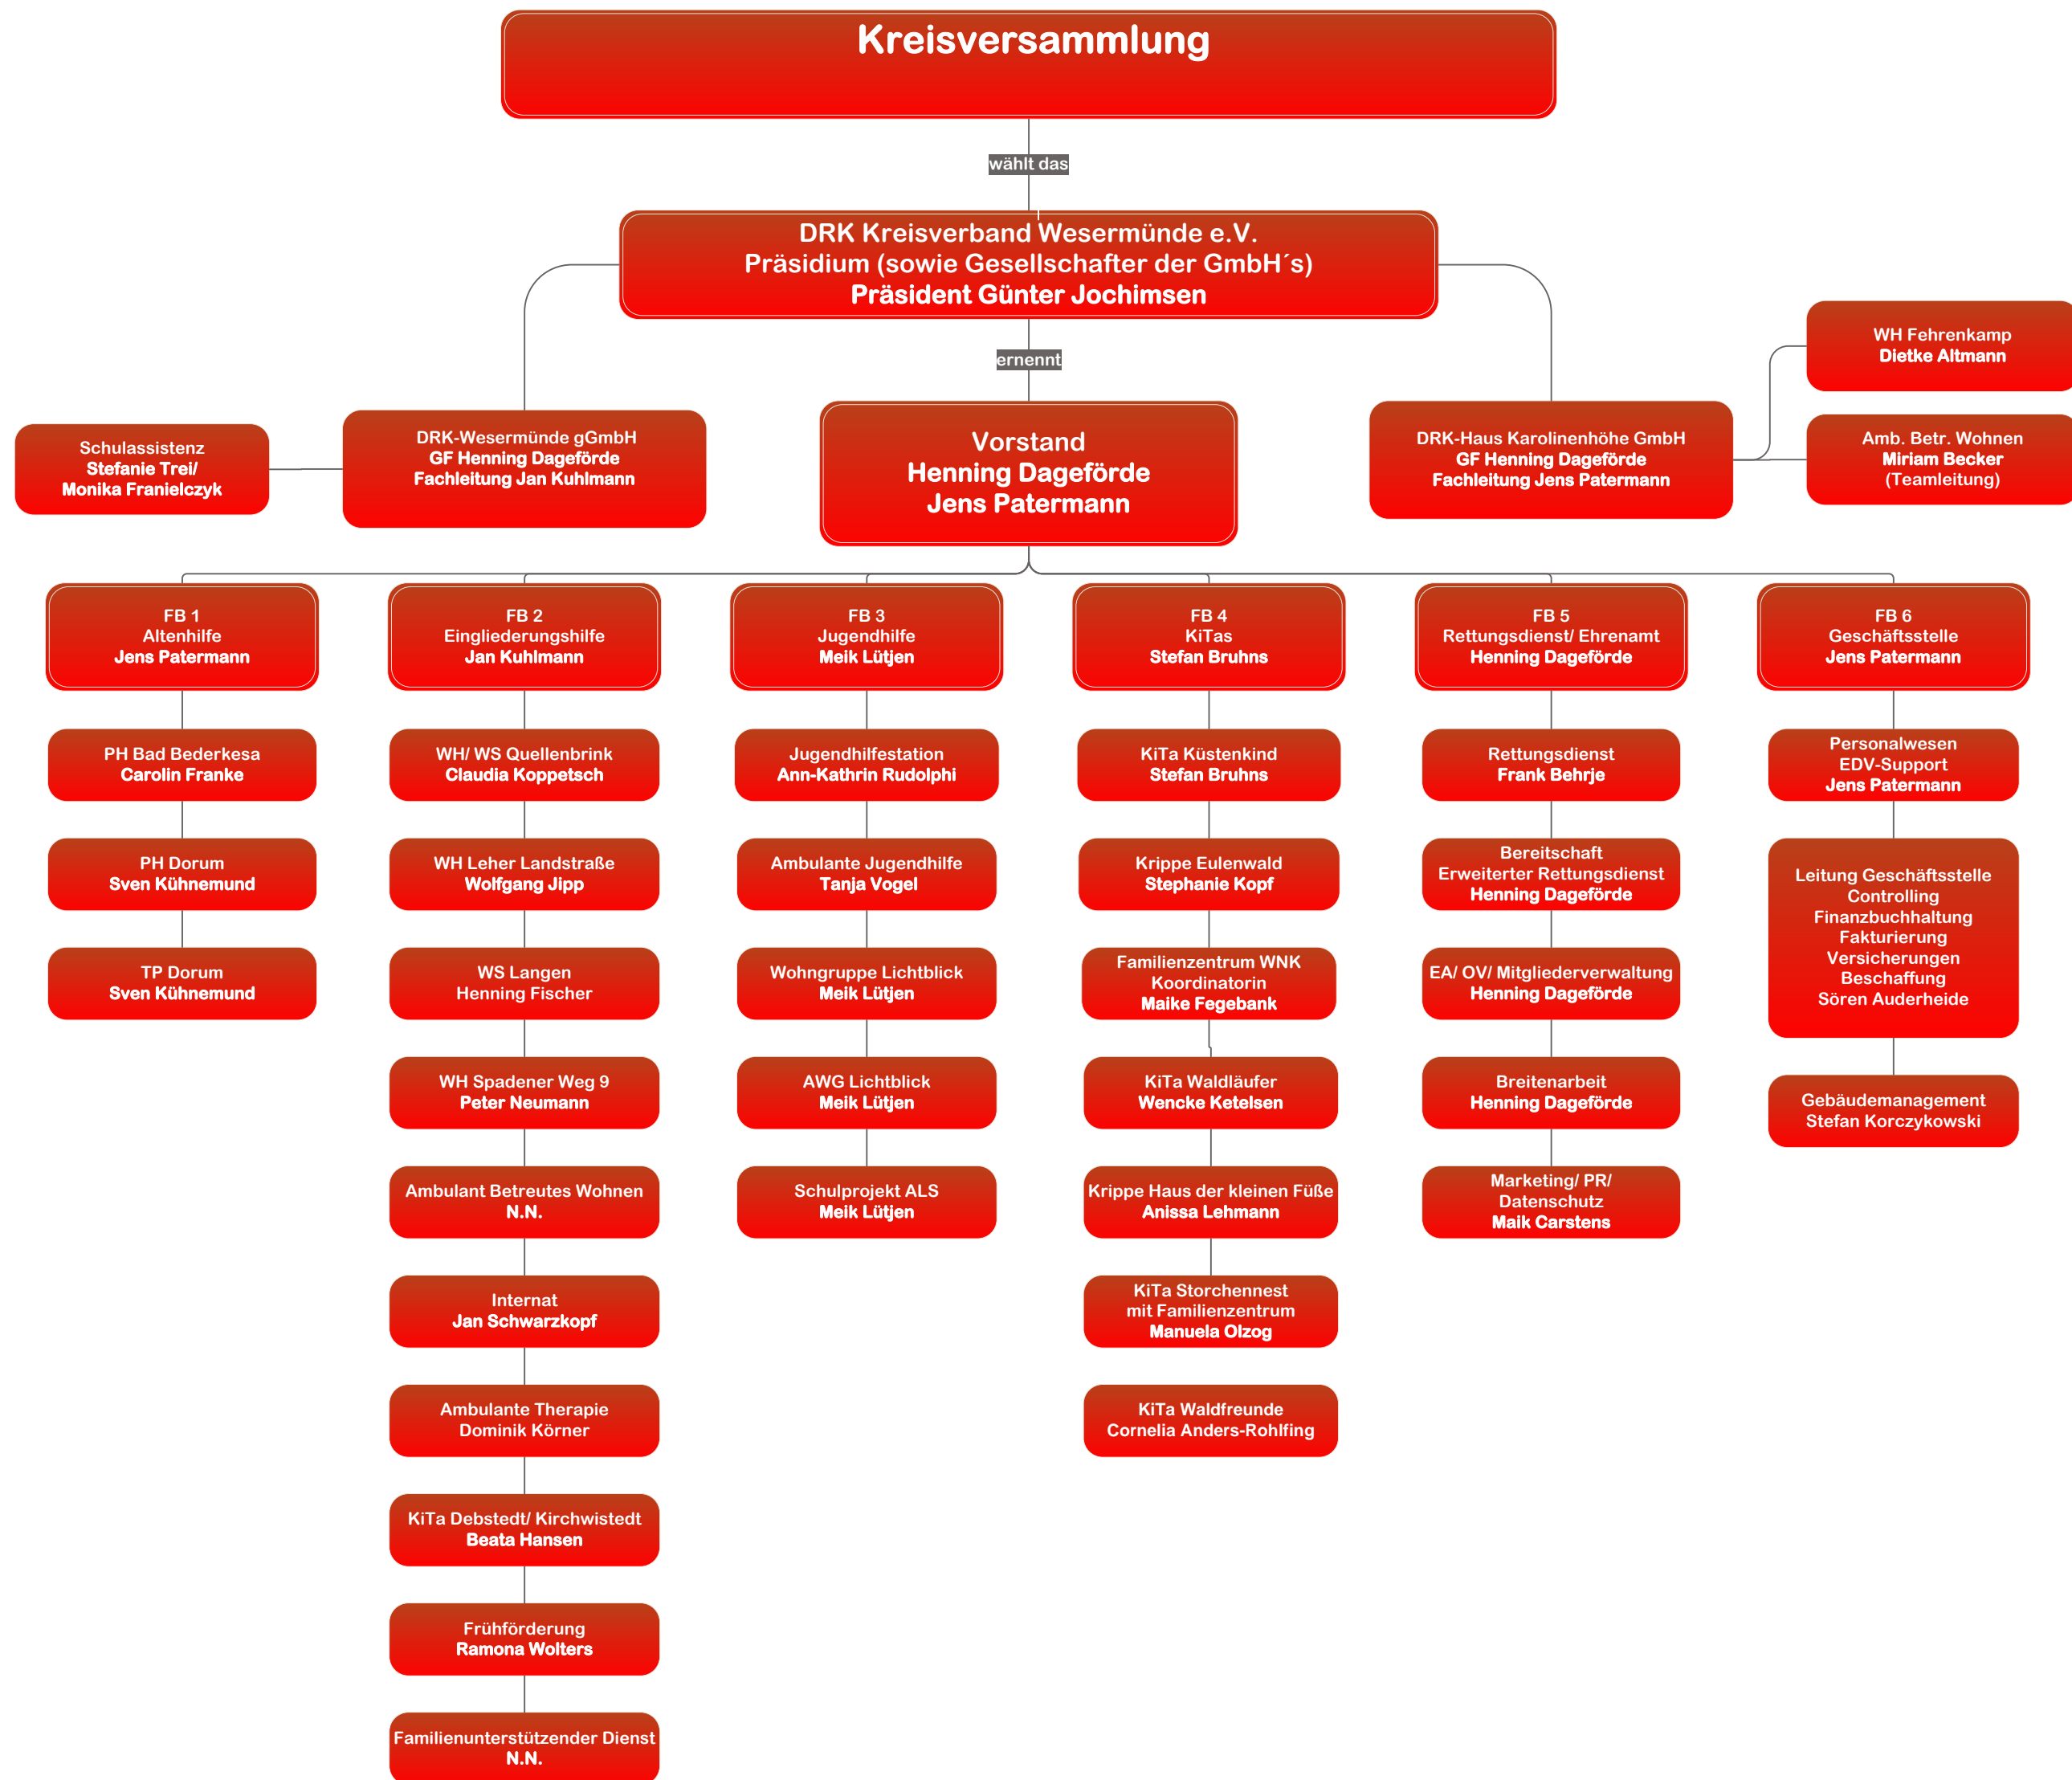 Kreisversammlung
wählt das
DRK Kreisverband Wesermünde e.V.
Präsidium (sowie Gesellschafter der GmbH´s)
Präsident Günter Jochimsen
ernennt
WH Fehrenkamp
Dietke Altmann
Schulassistenz
Stefanie Trei/
Monika Franielczyk
DRK-Wesermünde gGmbH
GF Henning Dageförde
Fachleitung Jan Kuhlmann
Vorstand
Henning Dageförde
Jens Patermann
DRK-Haus Karolinenhöhe GmbH
GF Henning Dageförde
Fachleitung Jens Patermann
Amb. Betr. Wohnen
Miriam Becker
(Teamleitung)
FB 1
Altenhilfe
Jens Patermann
FB 2
Eingliederungshilfe
Jan Kuhlmann
FB 3
Jugendhilfe
Meik Lütjen
FB 4
KiTas
Stefan Bruhns
FB 5
Rettungsdienst/ Ehrenamt
Henning Dageförde
FB 6
Geschäftsstelle
Jens Patermann
PH Bad Bederkesa
Carolin Franke
PH Dorum
Sven Kühnemund
TP Dorum
Sven Kühnemund
WH/ WS Quellenbrink
Claudia Koppetsch
WH Leher Landstraße
Wolfgang Jipp
WS Langen
Henning Fischer
WH Spadener Weg 9
Peter Neumann
Ambulant Betreutes Wohnen
N.N.
Internat
Jan Schwarzkopf
Ambulante Therapie
Dominik Körner
KiTa Debstedt/ Kirchwistedt
Beata Hansen
Frühförderung
Ramona Wolters
Familienunterstützender Dienst
N.N.
Jugendhilfestation
Ann-Kathrin Rudolphi
Ambulante Jugendhilfe
Tanja Vogel
Wohngruppe Lichtblick
Meik Lütjen
AWG Lichtblick
Meik Lütjen
Schulprojekt ALS
Meik Lütjen
KiTa Küstenkind
Stefan Bruhns
Krippe Eulenwald
Stephanie Kopf
Familienzentrum WNK
Koordinatorin
Maike Fegebank
KiTa Waldläufer
Wencke Ketelsen
Krippe Haus der kleinen Füße
Anissa Lehmann
KiTa Storchennest
mit Familienzentrum
Manuela Olzog
KiTa Waldfreunde
Cornelia Anders-Rohlfing
Rettungsdienst
Frank Behrje
Bereitschaft
Erweiterter Rettungsdienst
Henning Dageförde
EA/ OV/ Mitgliederverwaltung
Henning Dageförde
Breitenarbeit
Henning Dageförde
Marketing/ PR/
Datenschutz
Maik Carstens
Personalwesen
EDV-Support
Jens Patermann
Leitung Geschäftsstelle
Controlling
Finanzbuchhaltung
Fakturierung
Versicherungen
Beschaffung
Sören Auderheide
Gebäudemanagement
Stefan Korczykowski